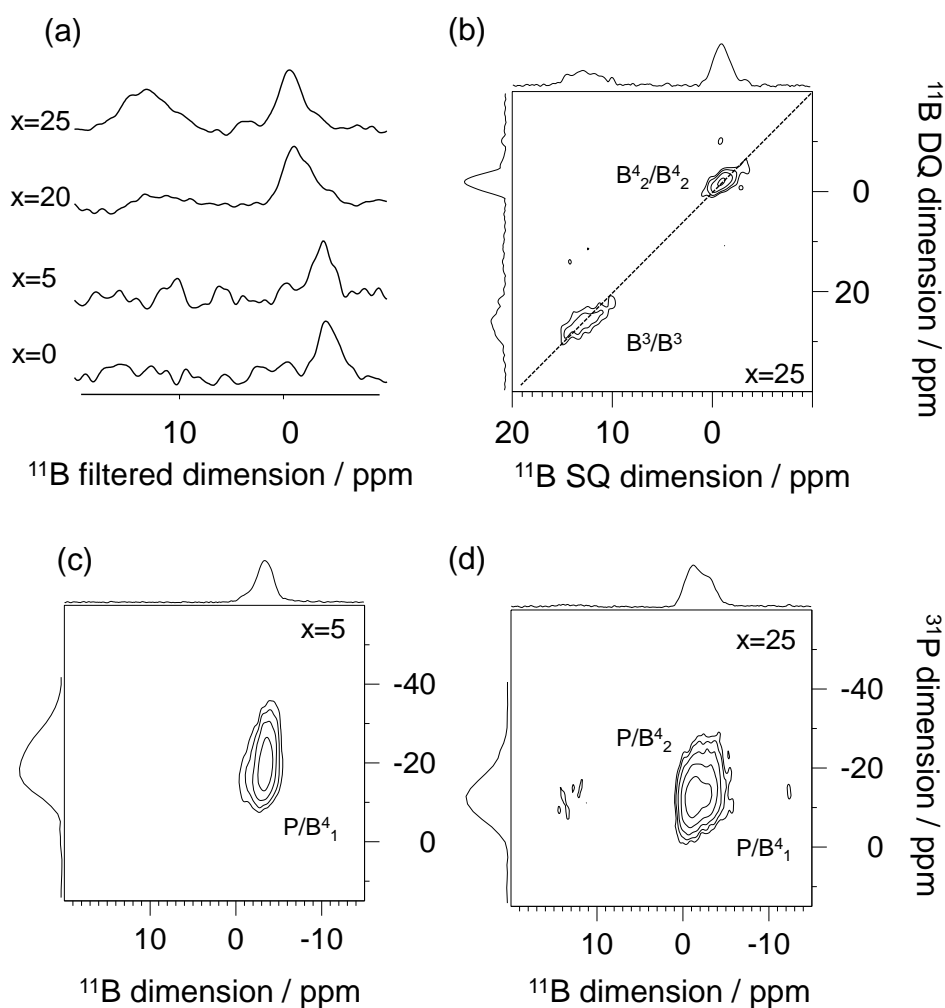 (a)
x=25
x=20
x=5
x=0
10 0
¹¹B filtered dimension / ppm
(b)
B⁴₂/B⁴₂
B³/B³
x=25
0
20
20 10 0
¹¹B SQ dimension / ppm
¹¹B DQ dimension / ppm
(c)
x=5
P/B⁴₁
-40
-20
0
10 0 -10
¹¹B dimension / ppm
(d)
x=25
P/B⁴₂
P/B⁴₁
-40
-20
0
10 0 -10
¹¹B dimension / ppm
³¹P dimension / ppm